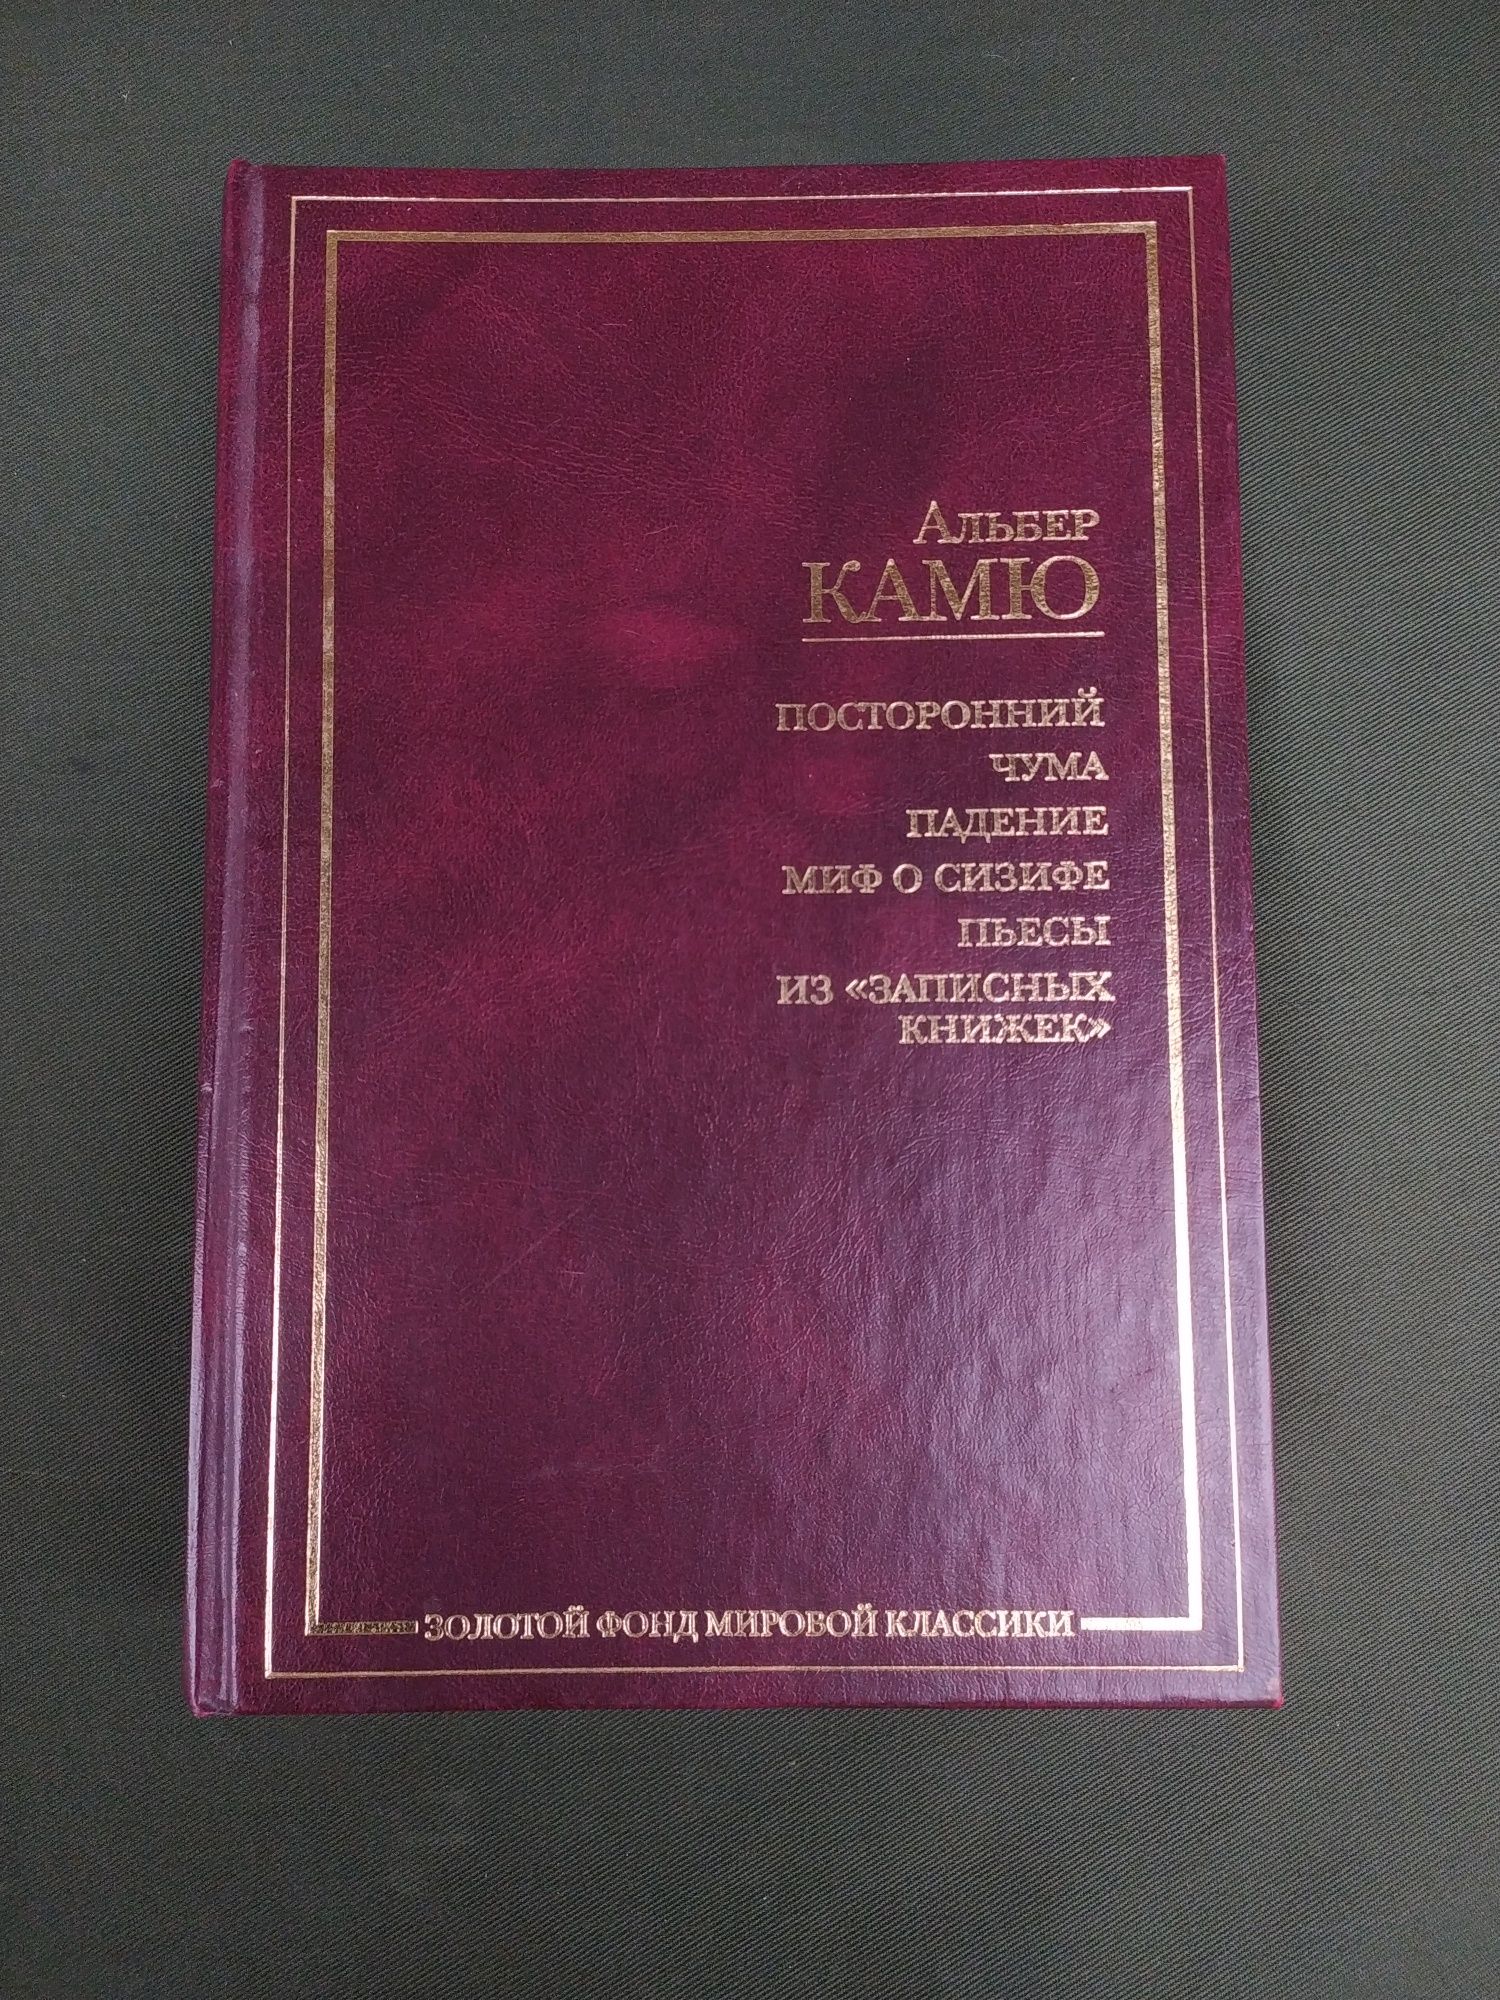 Альбер
КАМЮ
ПОСТОРОННИЙ
ЧУМА
ПАДЕНИЕ
МИФ О СИЗИФЕ
ПЬЕСЫ
ИЗ «ЗАПИСНЫХ
КНИЖЕК»
ЗОЛОТОЙ ФОНД МИРОВОЙ КЛАССИКИ